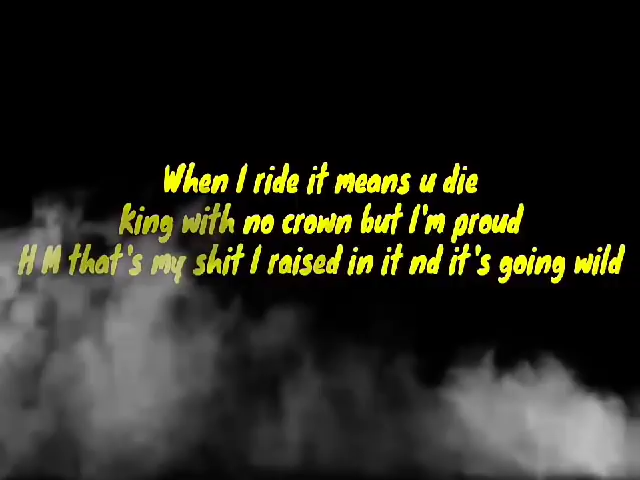 When I ride it means u die
king with no crown but I'm proud
H M that's my shit I raised in it nd it's going wild